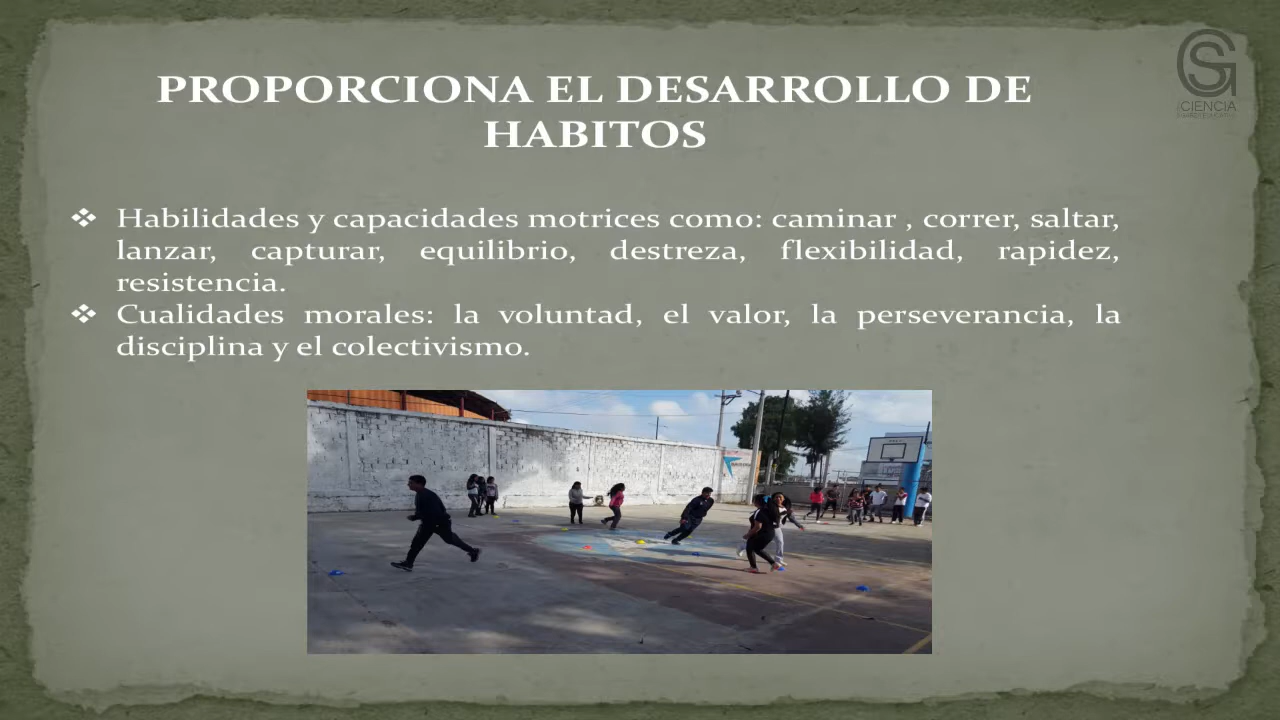 PROPORCIONA EL DESARROLLO DE
HABITOS
CIENCIA
❖ Habilidades y capacidades motrices como: caminar , correr, saltar,
lanzar, capturar, equilibrio, destreza, flexibilidad, rapidez,
resistencia.
❖ Cualidades morales: la voluntad, el valor, la perseverancia, la
disciplina y el colectivismo.